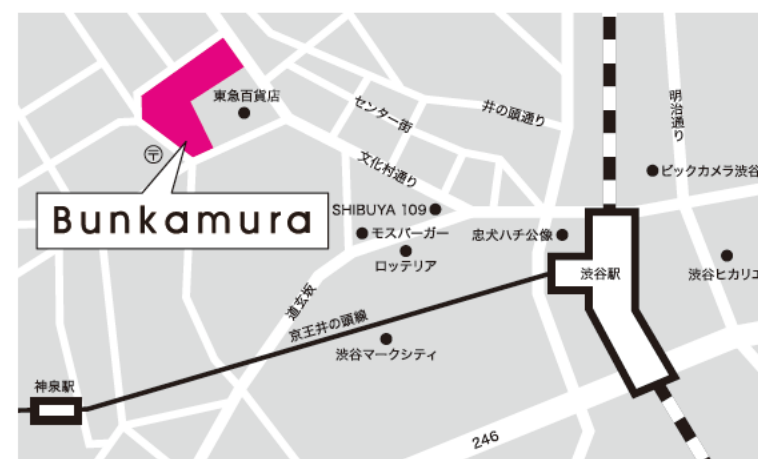 東急百貨店
センター街
井の頭通り
明治通り
文化村通り
〒
ビックカメラ渋谷
Bunkamura
SHIBUYA 109
モスバーガー
忠犬ハチ公像
ロッテリア
渋谷駅
渋谷ヒカリエ
道玄坂
京王井の頭線
渋谷マークシティ
神泉駅
246